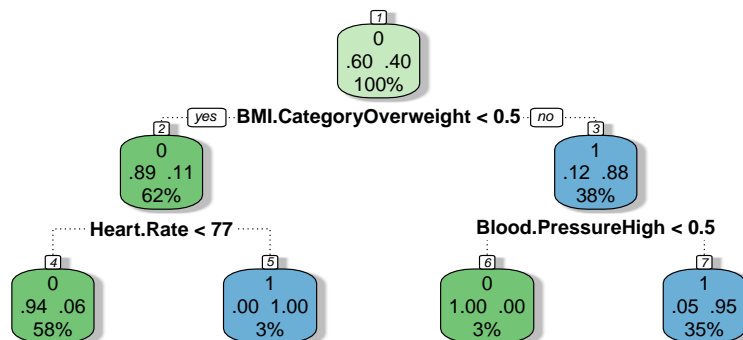 1
0
.60 .40
100%
yes BMI.CategoryOverweight < 0.5 no
2 3
0 1
.89 .11 .12 .88
62% 38%
Heart.Rate < 77 Blood.PressureHigh < 0.5
4 5 6 7
0 1 0 1
.94 .06 .00 1.00 1.00 .00 .05 .95
58% 3% 3% 35%